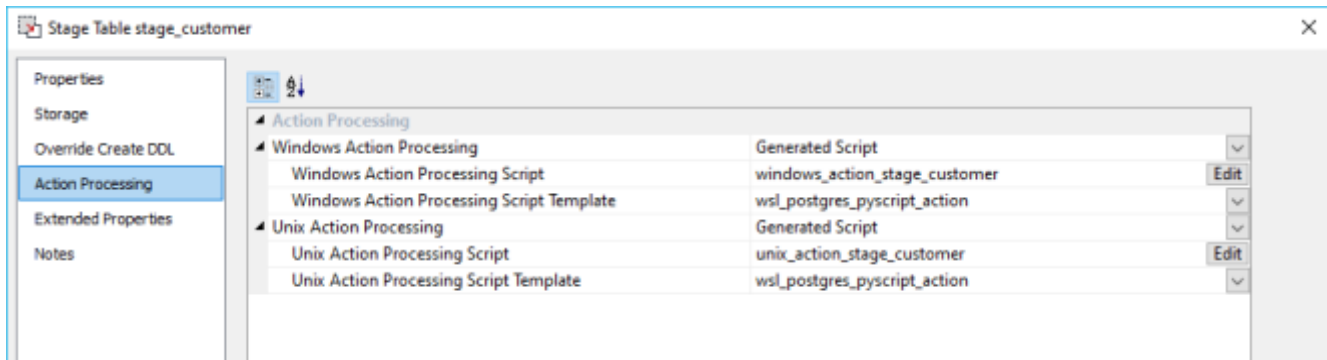 Stage Table stage_customer
Properties
Storage
Override Create DDL
Action Processing
Extended Properties
Notes
Action Processing
Windows Action Processing Generated Script
Windows Action Processing Script windows_action_stage_customer Edit
Windows Action Processing Script Template wsl_postgres_pyscript_action
Unix Action Processing Generated Script
Unix Action Processing Script unix_action_stage_customer Edit
Unix Action Processing Script Template wsl_postgres_pyscript_action